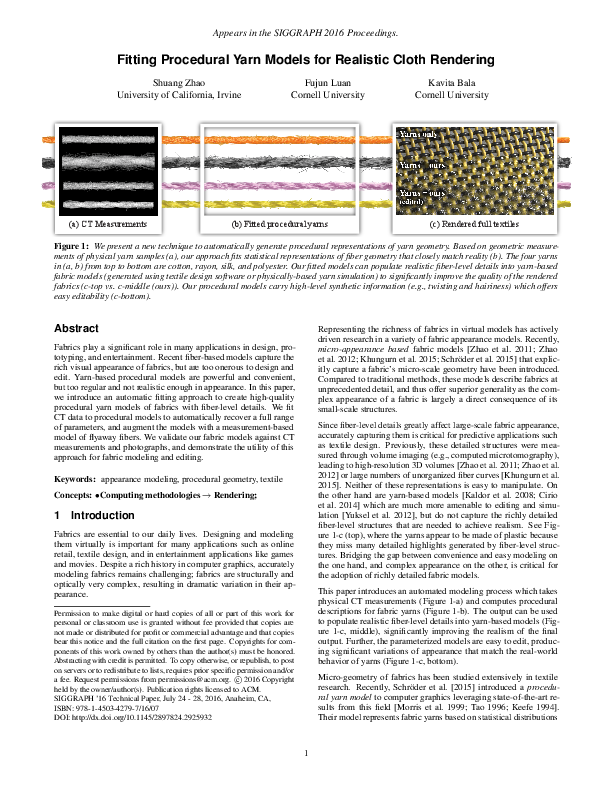 Appears in the SIGGRAPH 2016 Proceedings.
Fitting Procedural Yarn Models for Realistic Cloth Rendering
Shuang Zhao
University of California, Irvine
Fujun Luan
Cornell University
Kavita Bala
Cornell University
Yarns only
Yarns + ours
Yarns + ours
(edited)
(a) CT Measurements
(b) Fitted procedural yarns
(c) Rendered full textiles
Figure 1: We present a new technique to automatically generate procedural representations of yarn geometry. Based on geometric measure-
ments of physical yarn samples (a), our approach fits statistical representations of fiber geometry that closely match reality (b). The four yarns
in (a, b) from top to bottom are cotton, rayon, silk, and polyester. Our fitted models can populate realistic fiber-level details into yarn-based
fabric models (generated using textile design software or physically-based yarn simulation) to significantly improve the quality of the rendered
fabrics (c-top vs. c-middle (ours)). Our procedural models carry high-level synthetic information (e.g., twisting and hairiness) which offers
easy editability (c-bottom).
Abstract
Fabrics play a significant role in many applications in design, pro-
totyping, and entertainment. Recent fiber-based models capture the
rich visual appearance of fabrics, but are too onerous to design and
edit. Yarn-based procedural models are powerful and convenient,
but too regular and not realistic enough in appearance. In this paper,
we introduce an automatic fitting approach to create high-quality
procedural yarn models of fabrics with fiber-level details. We fit
CT data to procedural models to automatically recover a full range
of parameters, and augment the models with a measurement-based
model of flyaway fibers. We validate our fabric models against CT
measurements and photographs, and demonstrate the utility of this
approach for fabric modeling and editing.
Keywords: appearance modeling, procedural geometry, textile
Concepts: •Computing methodologies → Rendering;
1 Introduction
Fabrics are essential to our daily lives. Designing and modeling
them virtually is important for many applications such as online
retail, textile design, and in entertainment applications like games
and movies. Despite a rich history in computer graphics, accurately
modeling fabrics remains challenging; fabrics are structurally and
optically very complex, resulting in dramatic variation in their ap-
pearance.
Permission to make digital or hard copies of all or part of this work for
personal or classroom use is granted without fee provided that copies are
not made or distributed for profit or commercial advantage and that copies
bear this notice and the full citation on the first page. Copyrights for com-
ponents of this work owned by others than the author(s) must be honored.
Abstracting with credit is permitted. To copy otherwise, or republish, to post
on servers or to redistribute to lists, requires prior specific permission and/or
a fee. Request permissions from permissions@acm.org. © 2016 Copyright
held by the owner/author(s). Publication rights licensed to ACM.
SIGGRAPH '16 Technical Paper, July 24 - 28, 2016, Anaheim, CA,
ISBN: 978-1-4503-4279-7/16/07
DOI: http://dx.doi.org/10.1145/2897824.2925932
Representing the richness of fabrics in virtual models has actively
driven research in a variety of fabric appearance models. Recently,
micro-appearance based fabric models [Zhao et al. 2011; Zhao
et al. 2012; Khungurn et al. 2015; Schröder et al. 2015] that explic-
itly capture a fabric's micro-scale geometry have been introduced.
Compared to traditional methods, these models describe fabrics at
unprecedented detail, and thus offer superior generality as the com-
plex appearance of a fabric is largely a direct consequence of its
small-scale structures.
Since fiber-level details greatly affect large-scale fabric appearance,
accurately capturing them is critical for predictive applications such
as textile design. Previously, these detailed structures were mea-
sured through volume imaging (e.g., computed microtomography),
leading to high-resolution 3D volumes [Zhao et al. 2011; Zhao et al.
2012] or large numbers of unorganized fiber curves [Khungurn et al.
2015]. Neither of these representations is easy to manipulate. On
the other hand are yarn-based models [Kaldor et al. 2008; Cirio
et al. 2014] which are much more amenable to editing and simu-
lation [Yuksel et al. 2012], but do not capture the richly detailed
fiber-level structures that are needed to achieve realism. See Fig-
ure 1-c (top), where the yarns appear to be made of plastic because
they miss many detailed highlights generated by fiber-level struc-
tures. Bridging the gap between convenience and easy modeling on
the one hand, and complex appearance on the other, is critical for
the adoption of richly detailed fabric models.
This paper introduces an automated modeling process which takes
physical CT measurements (Figure 1-a) and computes procedural
descriptions for fabric yarns (Figure 1-b). The output can be used
to populate realistic fiber-level details into yarn-based models (Fig-
ure 1-c, middle), significantly improving the realism of the final
output. Further, the parameterized models are easy to edit, produc-
ing significant variations of appearance that match the real-world
behavior of yarns (Figure 1-c, bottom).
Micro-geometry of fabrics has been studied extensively in textile
research. Recently, Schröder et al. [2015] introduced a procedu-
ral yarn model to computer graphics leveraging state-of-the-art re-
sults from this field [Morris et al. 1999; Tao 1996; Keefe 1994].
Their model represents fabric yarns based on statistical distributions
1